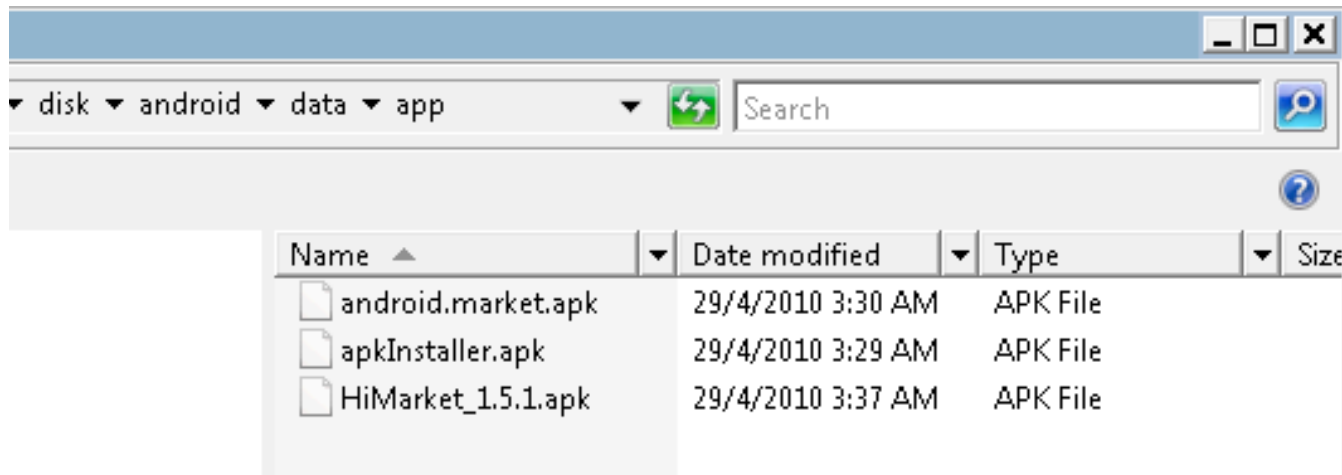 disk android data app Search
Name Date modified Type Size
android.market.apk 29/4/2010 3:30 AM APK File
apkInstaller.apk 29/4/2010 3:29 AM APK File
HiMarket_1.5.1.apk 29/4/2010 3:37 AM APK File